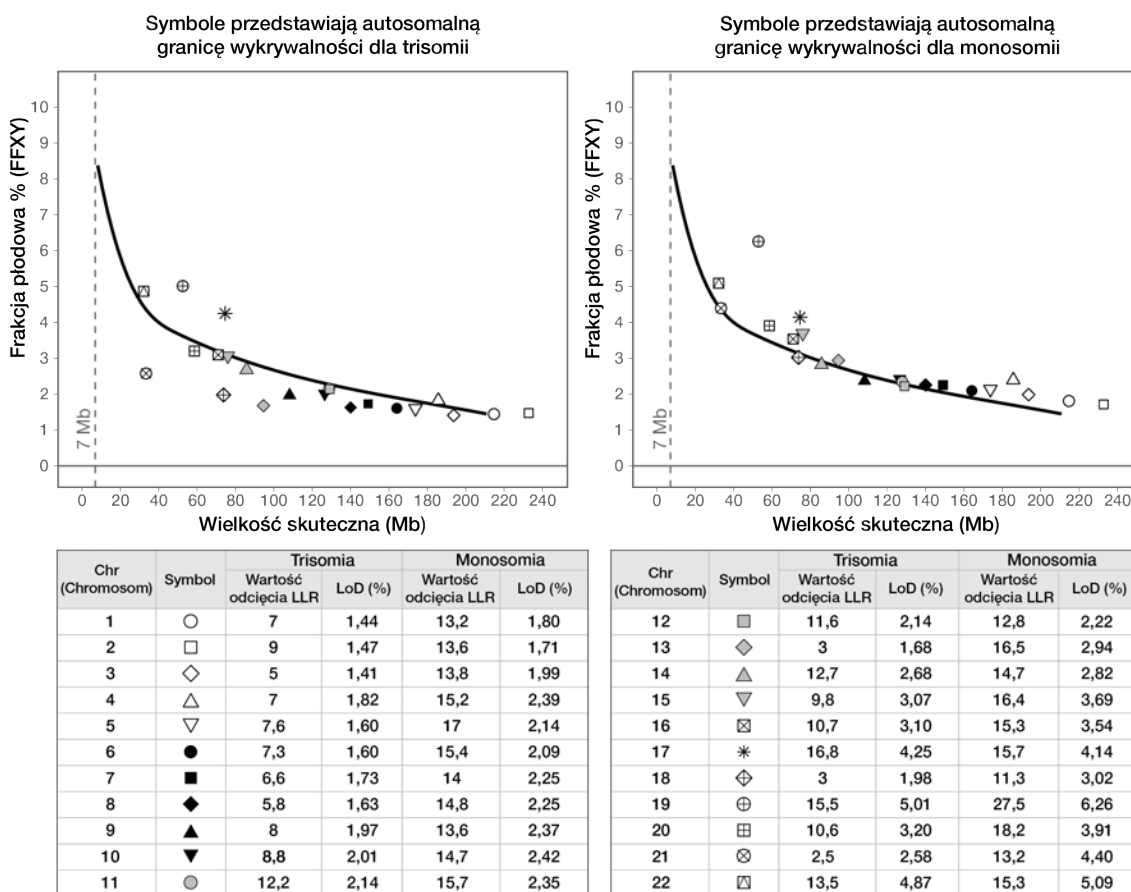 Symbole przedstawiają autosomalną
granicę wykrywalności dla trisomii
Frakcja płodowa % (FFXY)
10
9
8
7
6
5
4
3
2
1
0
7 Mb
0 20 40 60 80 100 120 140 160 180 200 220 240
Wielkość skuteczna (Mb)
Symbole przedstawiają autosomalną
granicę wykrywalności dla monosomii
Frakcja płodowa % (FFXY)
10
9
8
7
6
5
4
3
2
1
0
7 Mb
0 20 40 60 80 100 120 140 160 180 200 220 240
Wielkość skuteczna (Mb)
Chr
(Chromosom) Symbol Trisomia Monosomia
Wartość
odcięcia LLR LoD (%) Wartość
odcięcia LLR LoD (%)
1 7 1,44 13,2 1,80
2 9 1,47 13,6 1,71
3 5 1,41 13,8 1,99
4 7 1,82 15,2 2,39
5 7,6 1,60 17 2,14
6 7,3 1,60 15,4 2,09
7 6,6 1,73 14 2,25
8 5,8 1,63 14,8 2,25
9 8 1,97 13,6 2,37
10 8,8 2,01 14,7 2,42
11 12,2 2,14 15,7 2,35
Chr
(Chromosom) Symbol Trisomia Monosomia
Wartość
odcięcia LLR LoD (%) Wartość
odcięcia LLR LoD (%)
12 11,6 2,14 12,8 2,22
13 3 1,68 16,5 2,94
14 12,7 2,68 14,7 2,82
15 9,8 3,07 16,4 3,69
16 10,7 3,10 15,3 3,54
17 16,8 4,25 15,7 4,14
18 3 1,98 11,3 3,02
19 15,5 5,01 27,5 6,26
20 10,6 3,20 18,2 3,91
21 2,5 2,58 13,2 4,40
22 13,5 4,87 15,3 5,09